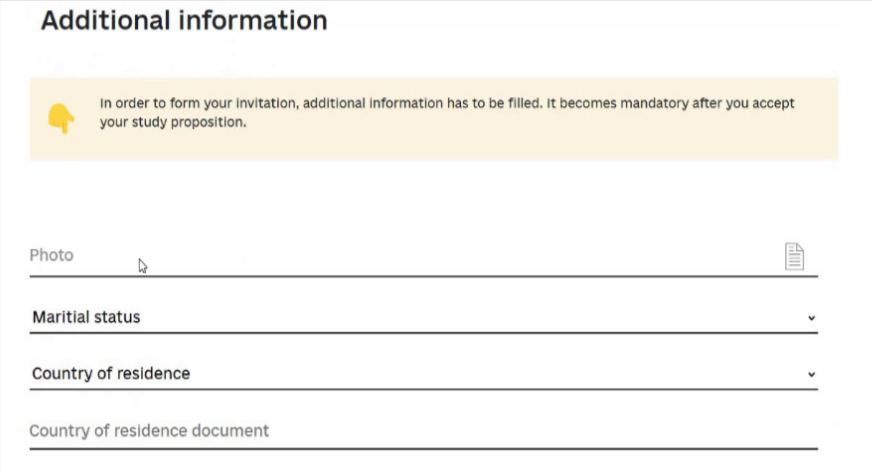 Additional information
In order to form your invitation, additional information has to be filled. It becomes mandatory after you accept
your study proposition.
Photo
Maritial status
Country of residence
Country of residence document